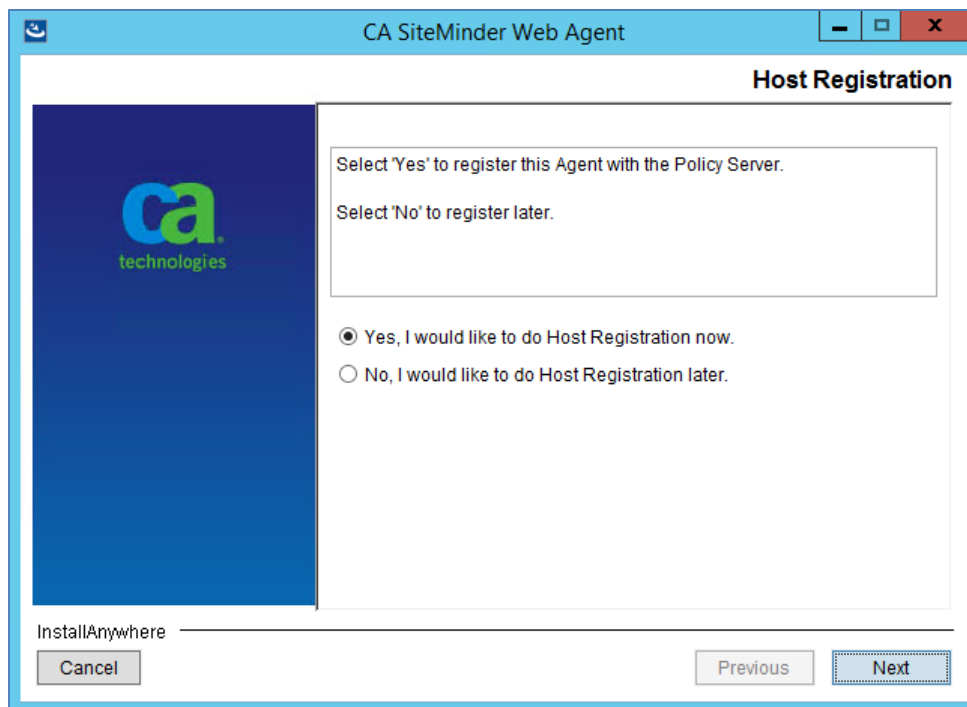 CA SiteMinder Web Agent
Host Registration
ca
technologies
Select 'Yes' to register this Agent with the Policy Server.
Select 'No' to register later.
Yes, I would like to do Host Registration now.
No, I would like to do Host Registration later.
InstallAnywhere
Cancel
Previous
Next